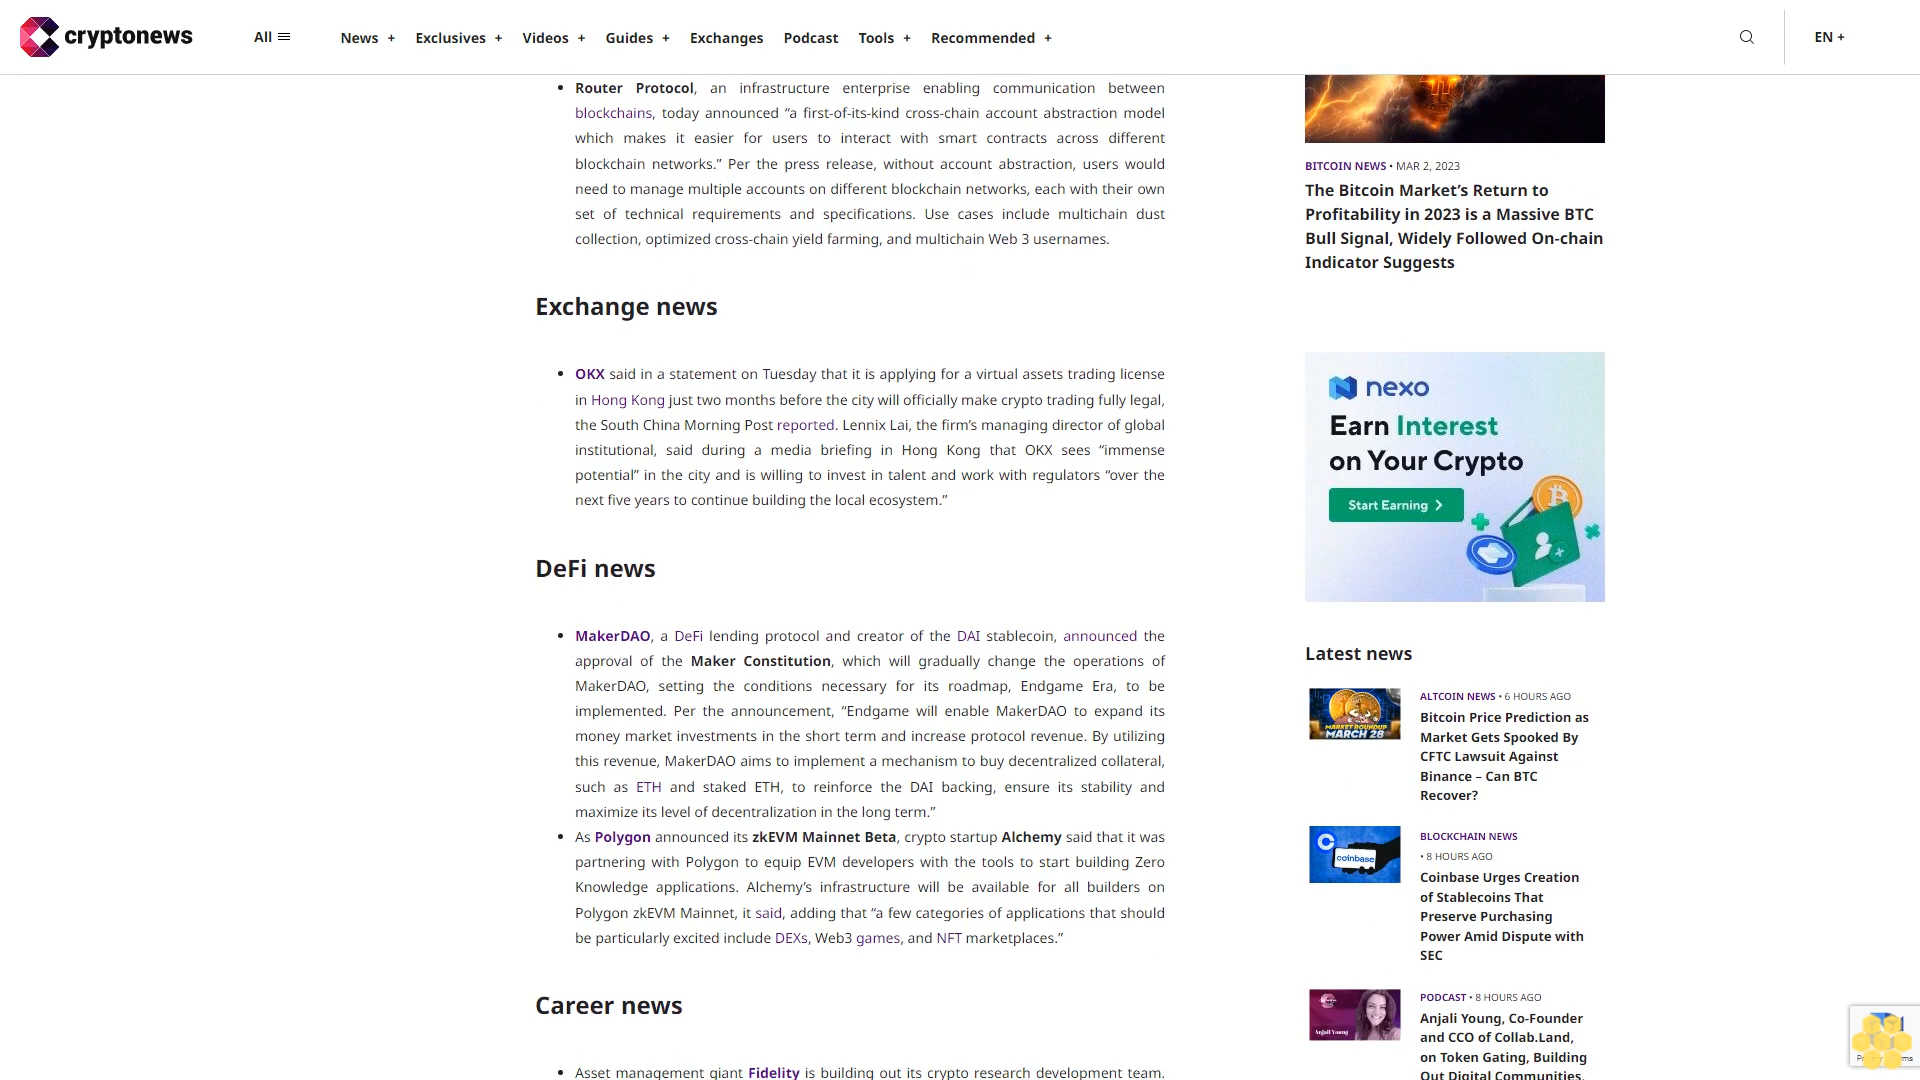 cryptonews
All
News +
Exclusives +
Videos +
Guides +
Exchanges
Podcast
Tools +
Recommended +
EN +
• Router Protocol, an infrastructure enterprise enabling communication between
blockchains, today announced “a first-of-its-kind cross-chain account abstraction model
which makes it easier for users to interact with smart contracts across different
blockchain networks.” Per the press release, without account abstraction, users would
need to manage multiple accounts on different blockchain networks, each with their own
set of technical requirements and specifications. Use cases include multichain dust
collection, optimized cross-chain yield farming, and multichain Web 3 usernames.
Exchange news
• OKX said in a statement on Tuesday that it is applying for a virtual assets trading license
in Hong Kong just two months before the city will officially make crypto trading fully legal,
the South China Morning Post reported. Lennix Lai, the firm’s managing director of global
institutional, said during a media briefing in Hong Kong that OKX sees “immense
potential” in the city and is willing to invest in talent and work with regulators “over the
next five years to continue building the local ecosystem.”
DeFi news
• MakerDAO, a DeFi lending protocol and creator of the DAI stablecoin, announced the
approval of the Maker Constitution, which will gradually change the operations of
MakerDAO, setting the conditions necessary for its roadmap, Endgame Era, to be
implemented. Per the announcement, “Endgame will enable MakerDAO to expand its
money market investments in the short term and increase protocol revenue. By utilizing
this revenue, MakerDAO aims to implement a mechanism to buy decentralized collateral,
such as ETH and staked ETH, to reinforce the DAI backing, ensure its stability and
maximize its level of decentralization in the long term.”
• As Polygon announced its zkEVM Mainnet Beta, crypto startup Alchemy said that it was
partnering with Polygon to equip EVM developers with the tools to start building Zero
Knowledge applications. Alchemy’s infrastructure will be available for all builders on
Polygon zkEVM Mainnet, it said, adding that “a few categories of applications that should
be particularly excited include DEXs, Web3 games, and NFT marketplaces.”
Career news
• Asset management giant Fidelity is building out its crypto research development team.
BITCOIN NEWS • MAR 2, 2023
The Bitcoin Market’s Return to
Profitability in 2023 is a Massive BTC
Bull Signal, Widely Followed On-chain
Indicator Suggests
nexo
Earn Interest
on Your Crypto
Start Earning
Latest news
MARKET ROUNDUP
MARCH 28
ALTCOIN NEWS • 6 HOURS AGO
Bitcoin Price Prediction as
Market Gets Spooked By
CFTC Lawsuit Against
Binance – Can BTC
Recover?
coinbase
BLOCKCHAIN NEWS
• 8 HOURS AGO
Coinbase Urges Creation
of Stablecoins That
Preserve Purchasing
Power Amid Dispute with
SEC
Anjali Young
PODCAST • 8 HOURS AGO
Anjali Young, Co-Founder
and CCO of Collab.Land,
on Token Gating, Building
Out Digital Communities,